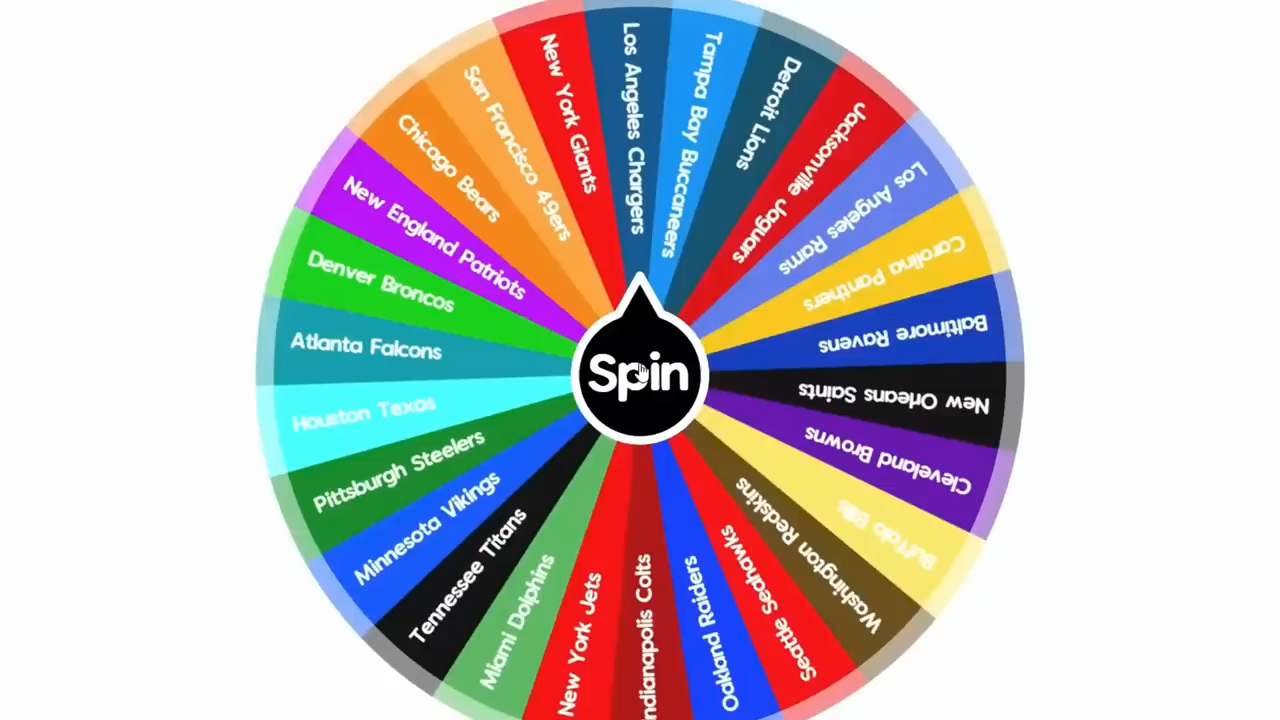 Los Angeles Chargers
Tampa Bay Buccaneers
Detroit Lions
Jacksonville Jaguars
Los Angeles Rams
Carolina Panthers
Baltimore Ravens
New Orleans Saints
Cleveland Browns
Buffalo Bills
Washington Redskins
Seattle Seahawks
Oakland Raiders
Indianapolis Colts
New York Jets
Miami Dolphins
Tennessee Titans
Minnesota Vikings
Pittsburgh Steelers
Houston Texas
Atlanta Falcons
Denver Broncos
New England Patriots
Chicago Bears
San Francisco 49ers
New York Giants
Spin